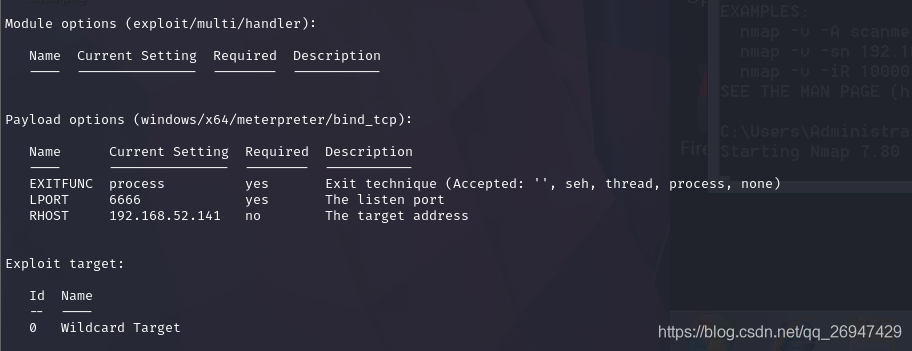 Module options (exploit/multi/handler):
Name  Current Setting  Required  Description
----  ---------------  --------  -----------
Payload options (windows/x64/meterpreter/bind_tcp):
Name      Current Setting  Required  Description
----      ---------------  --------  -----------
EXITFUNC  process          yes       Exit technique (Accepted: '', seh, thread, process, none)
LPORT     6666             yes       The listen port
RHOST     192.168.52.141   no        The target address
Exploit target:
Id  Name
--  ----
0   Wildcard Target
EXAMPLES:
nmap -v -A scanme
nmap -v -sn 192.1
nmap -v -iR 10000
SEE THE MAN PAGE (h
C:\Users\Administra
Starting Nmap 7.80
https://blog.csdn.net/qq_26947429